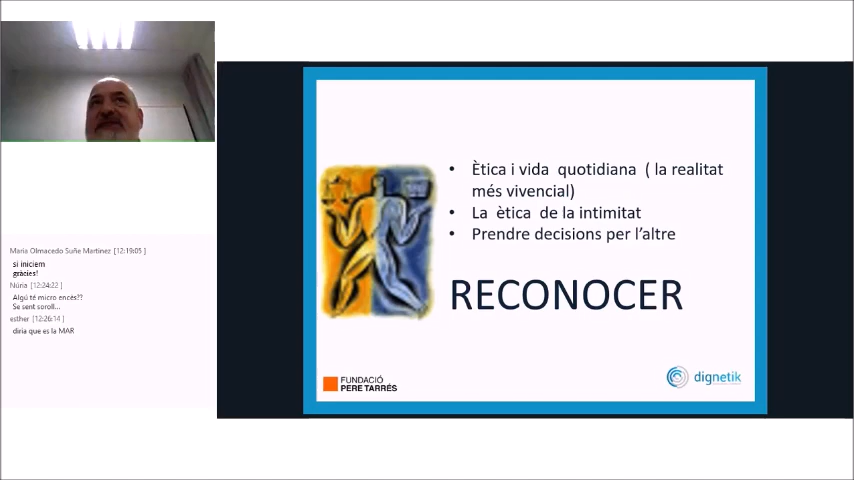 Maria Olmacedo Suñe Martinez [12:19:05 ]
si iniciem
gràcies!
Núria [12:24:22 ]
Algú té micro encès??
Se sent soroll...
esther [12:26:14 ]
diria que es la MAR
• Ètica i vida quotidiana ( la realitat
més vivencial)
• La ètica de la intimitat
• Prendre decisions per l'altre
RECONOCER
FUNDACIÓ
PERE TARRÉS
dignetik